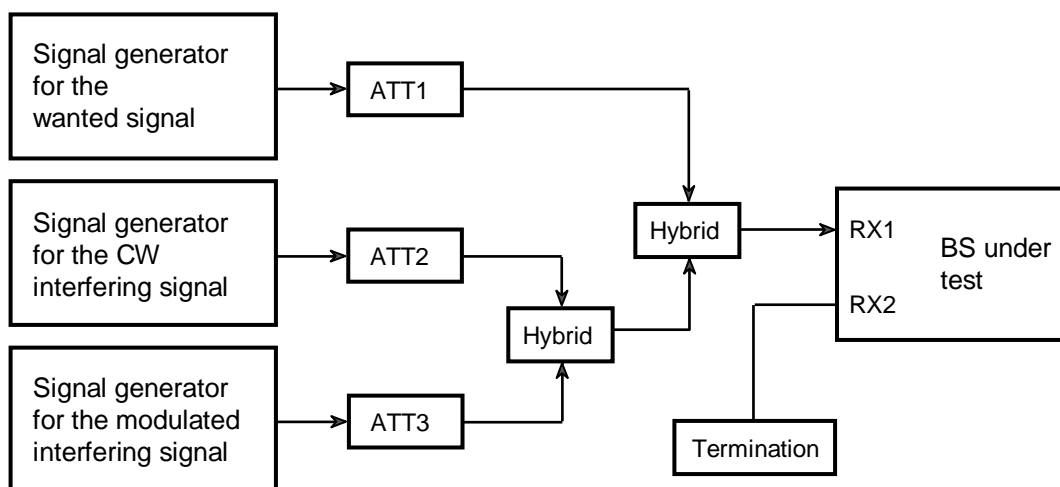 Signal generator
for the
wanted signal
ATT1
Signal generator
for the CW
interfering signal
ATT2
Hybrid
Hybrid
RX1
RX2
BS under
test
Signal generator
for the modulated
interfering signal
ATT3
Termination